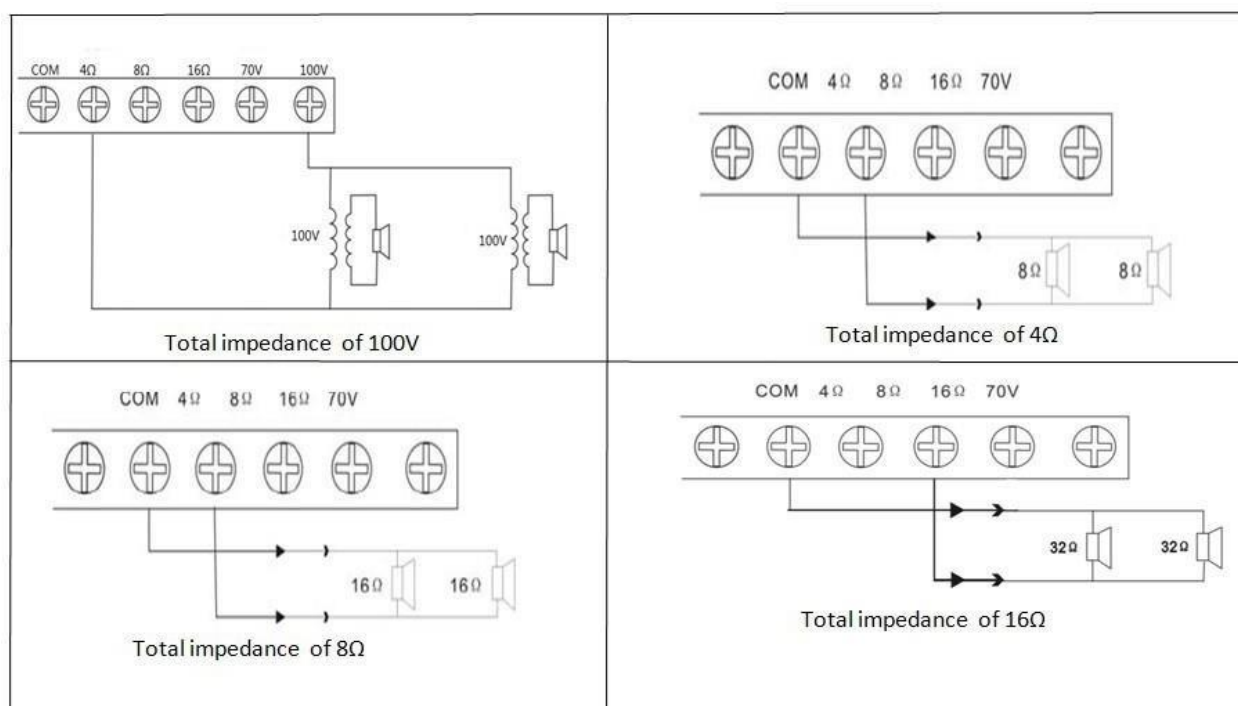 COM 4Ω 8Ω 16Ω 70V 100V
100V 100V
Total impedance of 100V
COM 4Ω 8Ω 16Ω 70V
8Ω 8Ω
Total impedance of 4Ω
COM 4Ω 8Ω 16Ω 70V
16Ω 16Ω
Total impedance of 8Ω
COM 4Ω 8Ω 16Ω 70V
32Ω 32Ω
Total impedance of 16Ω